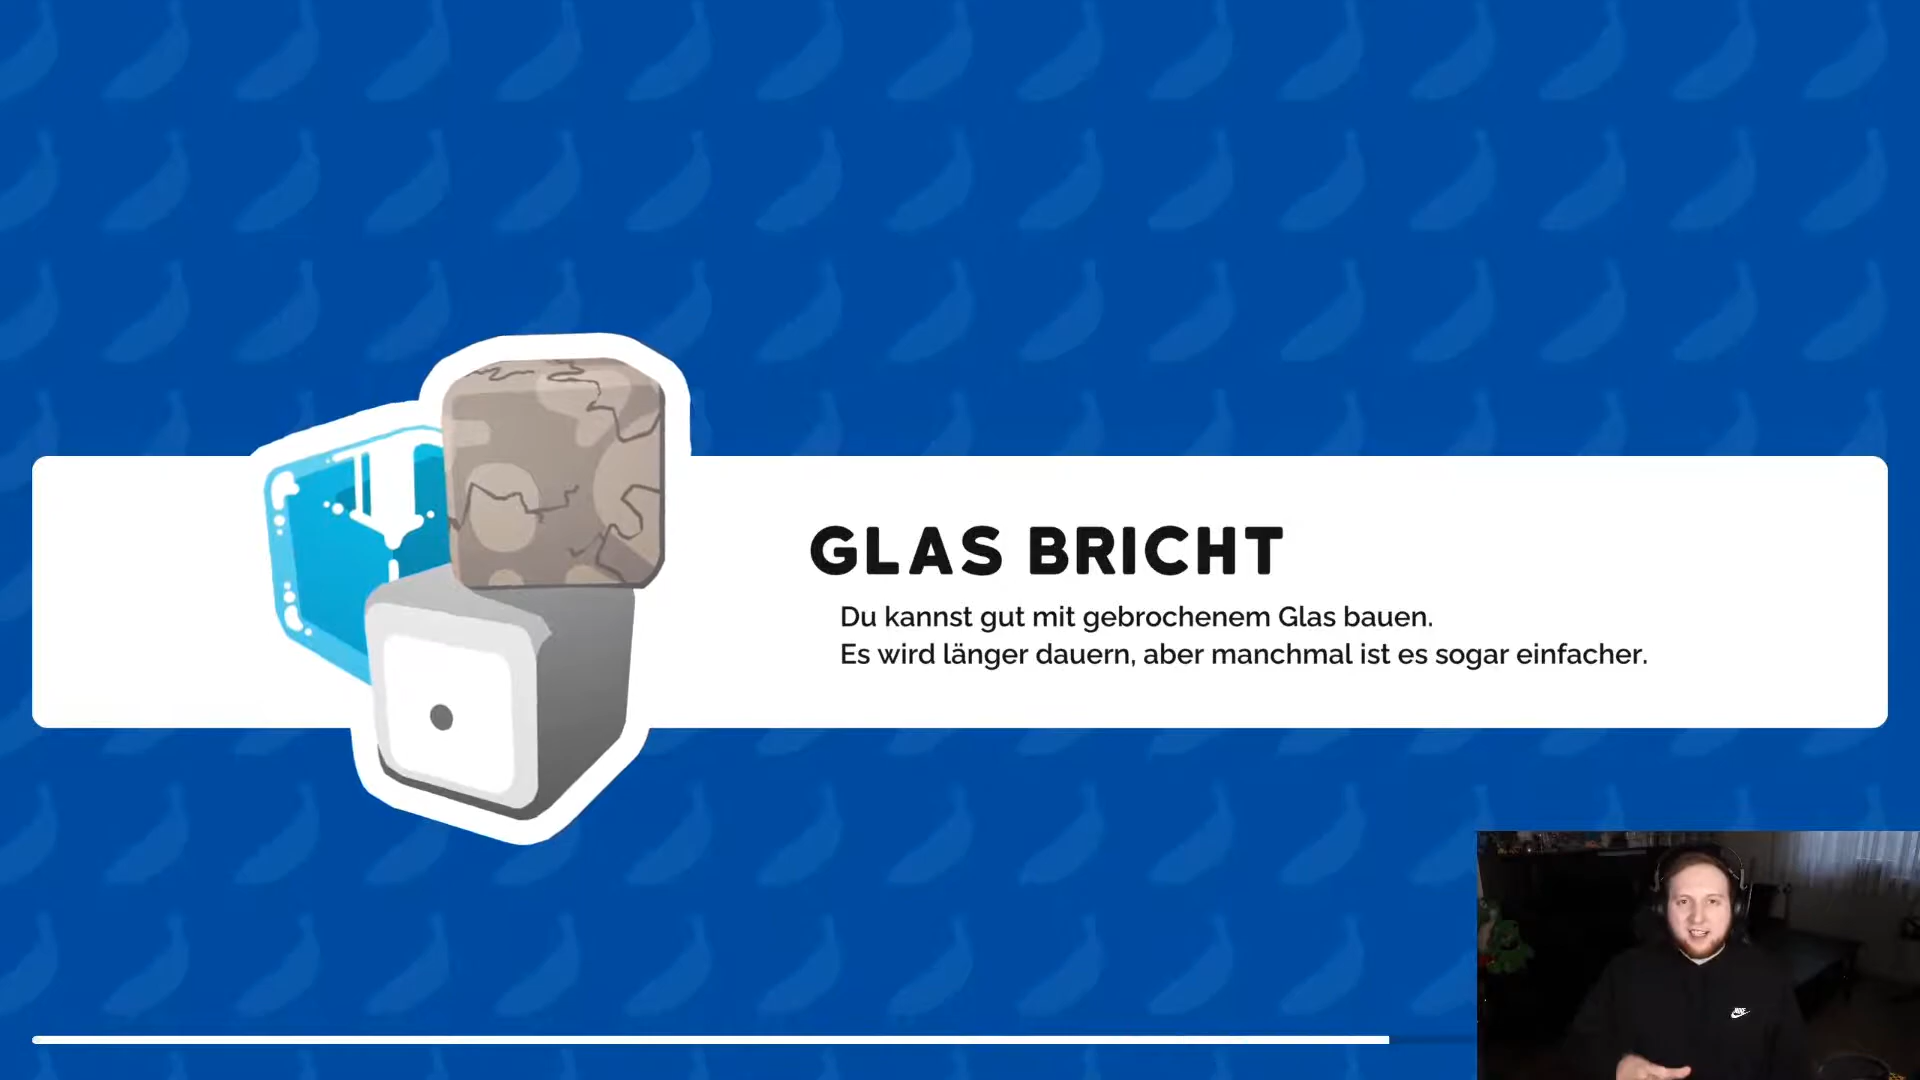 GLAS BRICHT
Du kannst gut mit gebrochenem Glas bauen.
Es wird länger dauern, aber manchmal ist es sogar einfacher.